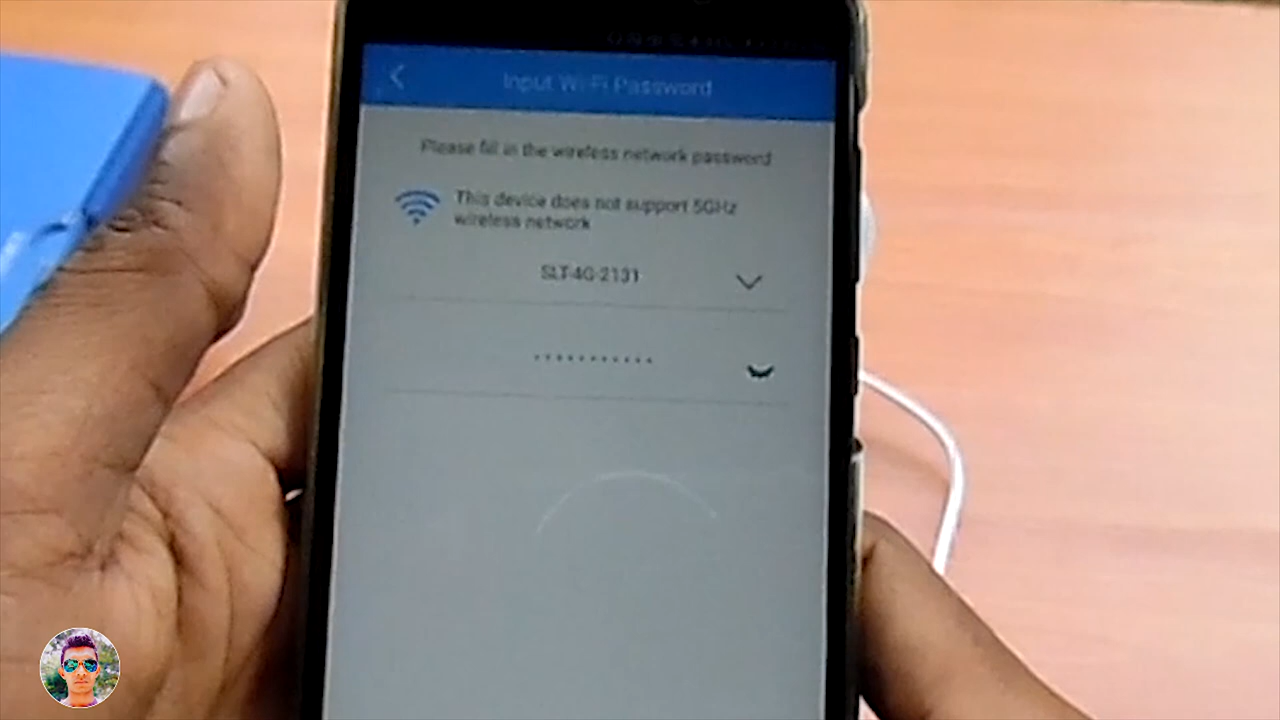 Input Wi-Fi Password
Please fill in the wireless network password
This device does not support 5GHz
wireless network
SLT-4G-2131